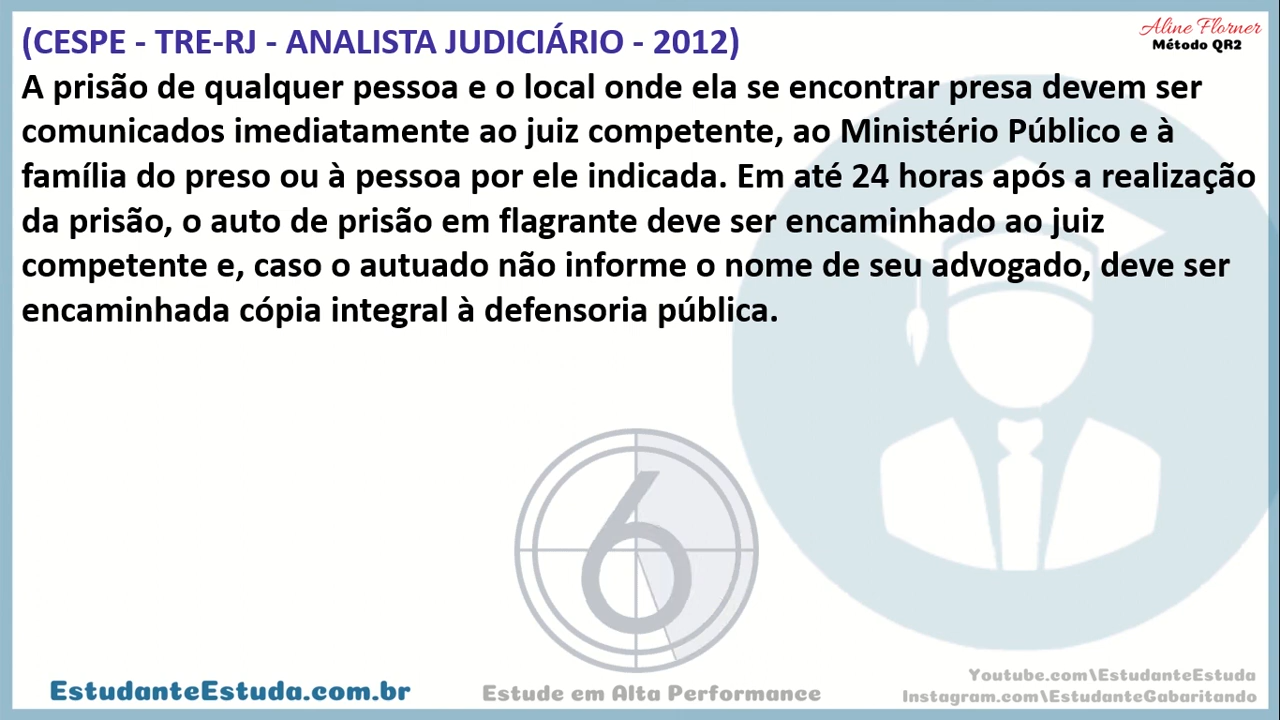 (CESPE - TRE-RJ - ANALISTA JUDICIÁRIO - 2012)
Aline Florner
Método QR2
A prisão de qualquer pessoa e o local onde ela se encontrar presa devem ser
comunicados imediatamente ao juiz competente, ao Ministério Público e à
família do preso ou à pessoa por ele indicada. Em até 24 horas após a realização
da prisão, o auto de prisão em flagrante deve ser encaminhado ao juiz
competente e, caso o autuado não informe o nome de seu advogado, deve ser
encaminhada cópia integral à defensoria pública.
6
EstudanteEstuda.com.br
Estude em Alta Performance
Youtube.com\EstudanteEstuda
Instagram.com\EstudanteGabaritando